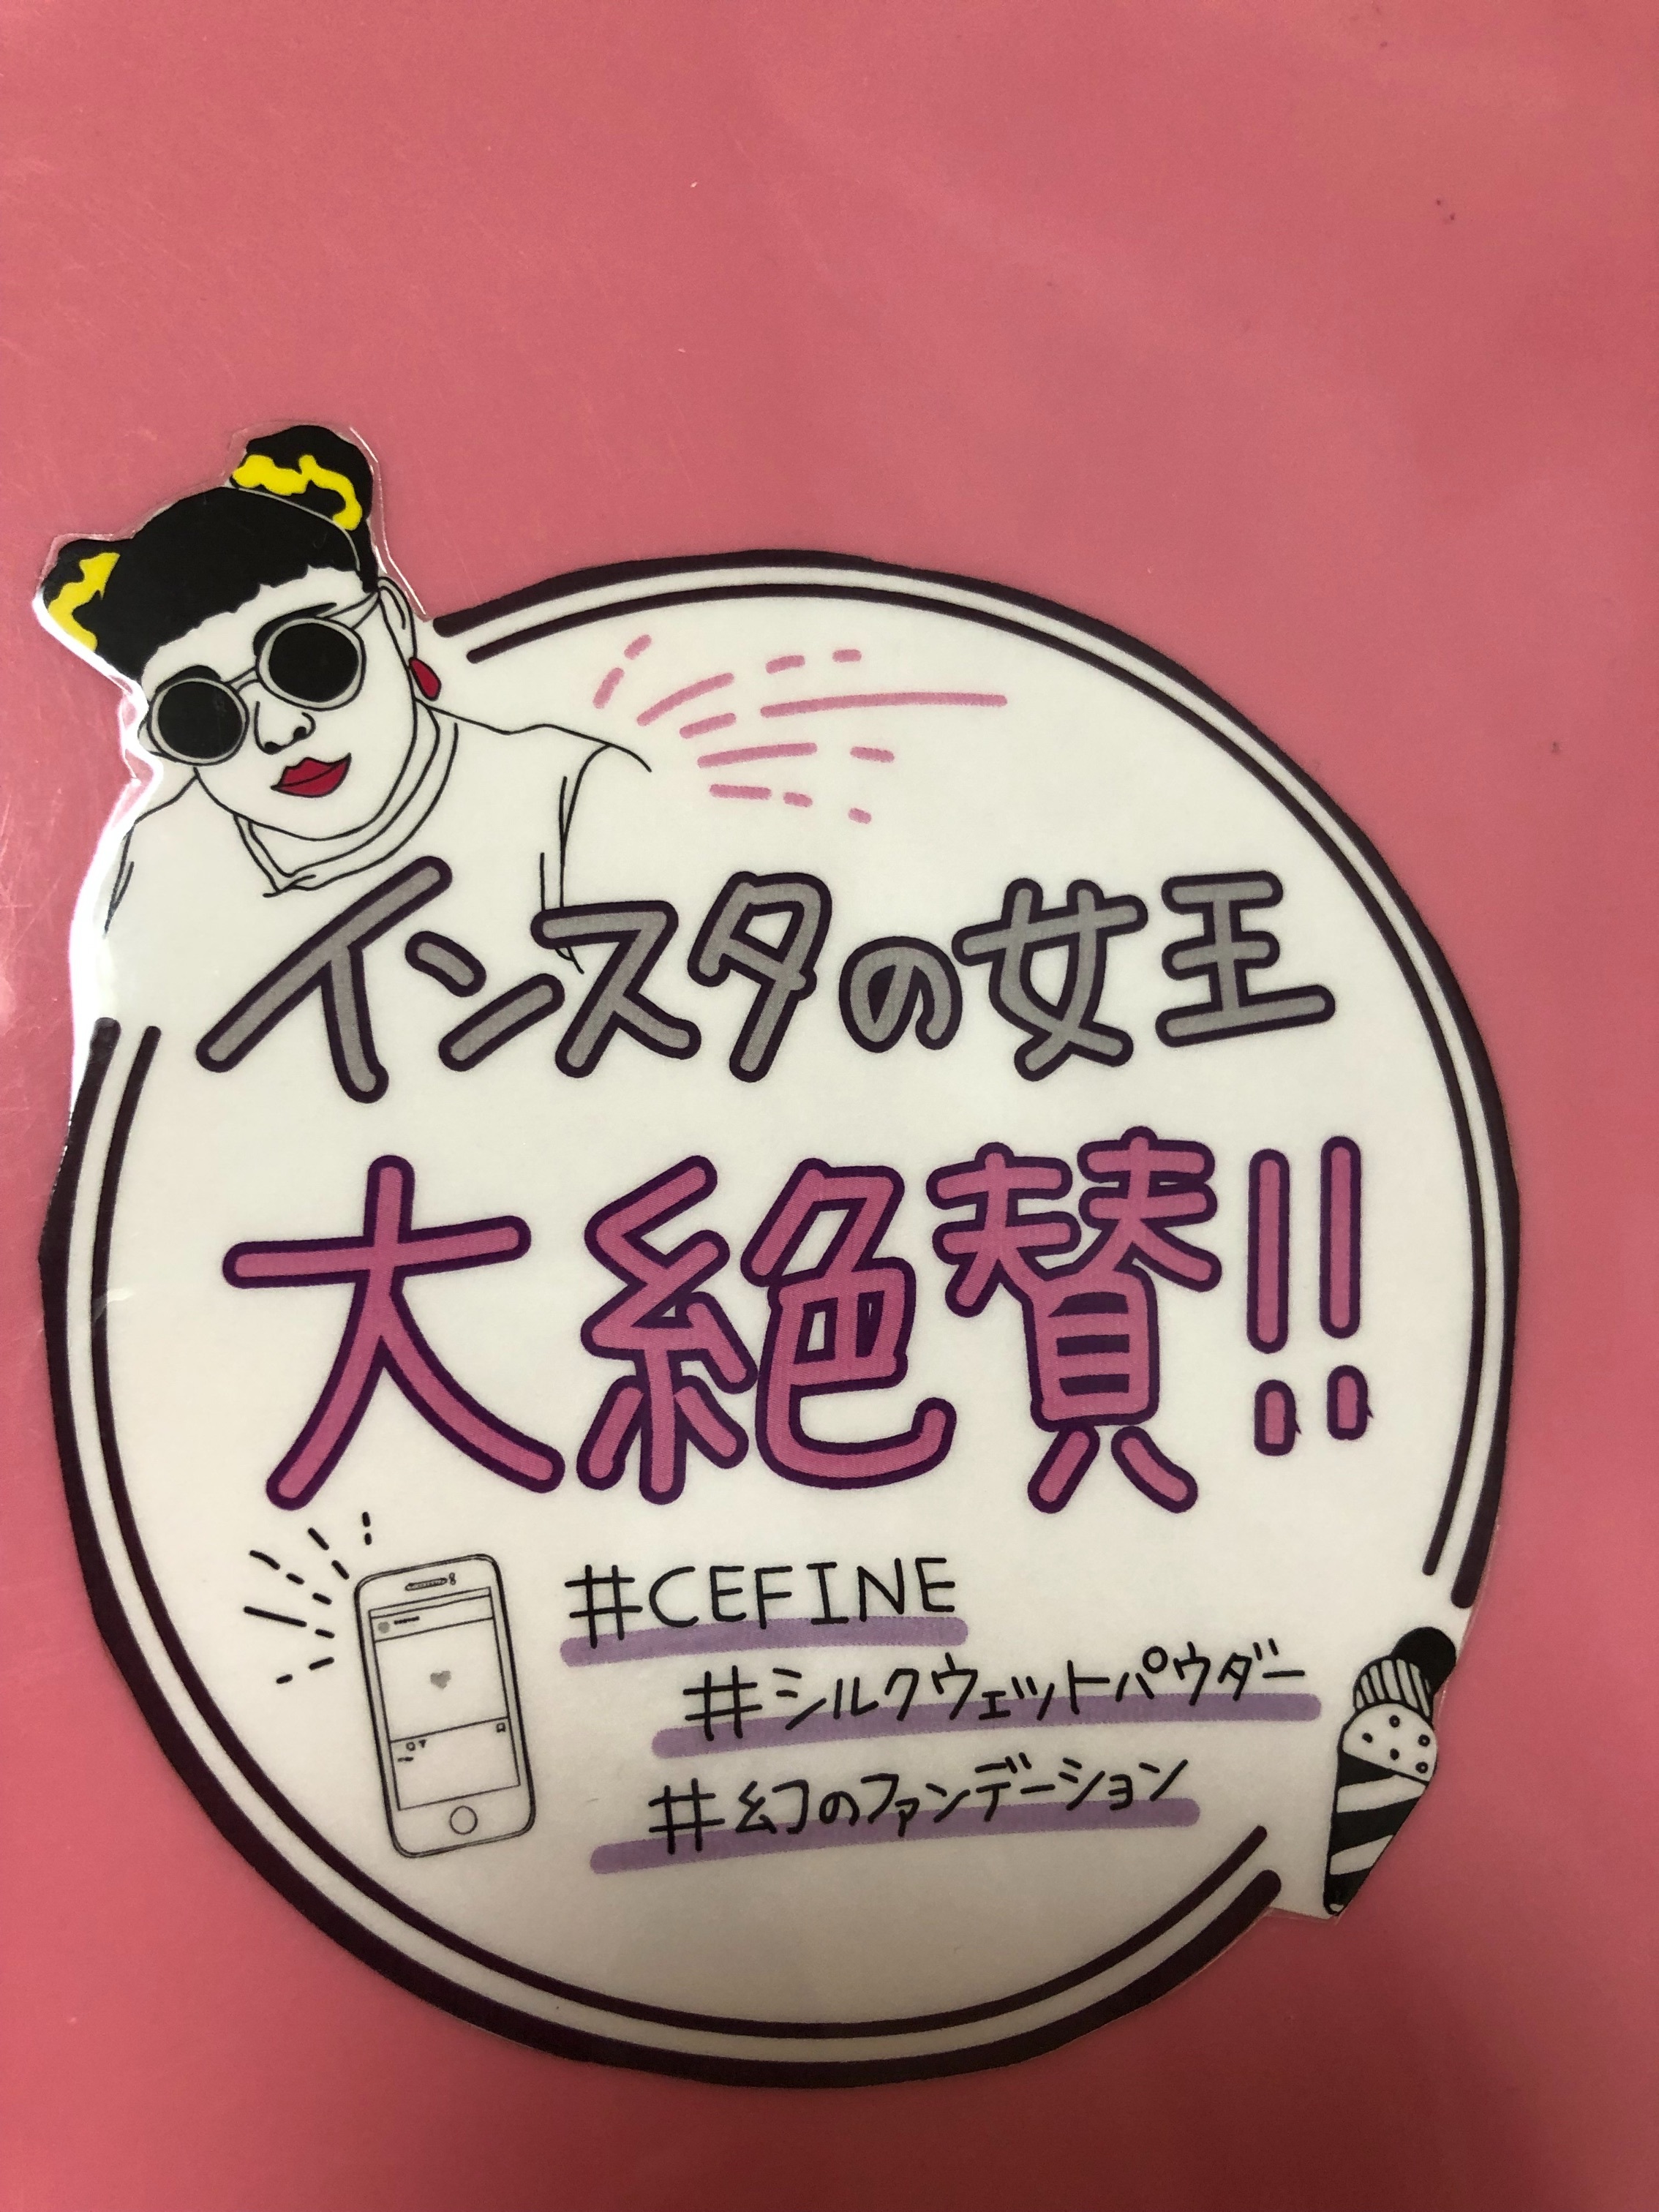 インスタの女王
大絶賛!!
#CEFINE
#シルクウェットパウダー
#幻のファンデーション